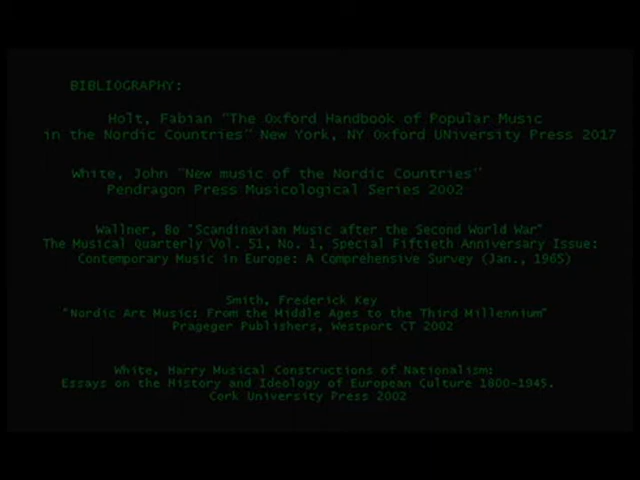 BIBLIOGRAPHY:
Holt, Fabian "The Oxford Handbook of Popular Music
in the Nordic Countries" New York, NY Oxford UNiversity Press 2017
White, John "New music of the Nordic Countries"
Pendragon Press Musicological Series 2002
Wallner, Bo "Scandinavian Music after the Second World War"
The Musical Quarterly Vol. 51, No. 1, Special Fiftieth Anniversary Issue:
Contemporary Music in Europe: A Comprehensive Survey (Jan., 1965)
Smith, Frederick Key
"Nordic Art Music: From the Middle Ages to the Third Millennium"
Prageger Publishers, Westport CT 2002
White, Harry Musical Constructions of Nationalism:
Essays on the History and Ideology of European Culture 1800-1945.
Cork University Press 2002